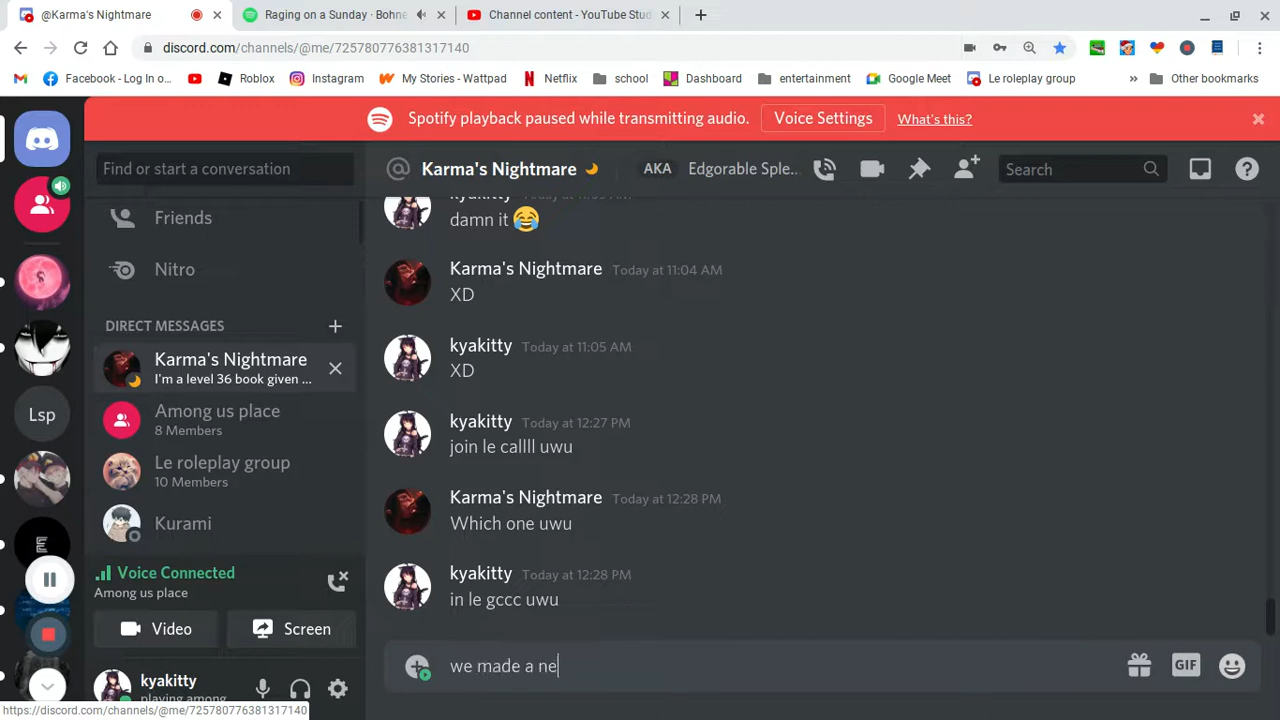 @Karma's Nightmare
Raging on a Sunday · Bohne
Channel content - YouTube Stud
discord.com/channels/@me/725780776381317140
Facebook - Log In o...
Roblox
Instagram
My Stories - Wattpad
Netflix
school
Dashboard
entertainment
Google Meet
Le roleplay group
»
Other bookmarks
Spotify playback paused while transmitting audio.
Voice Settings
What's this?
Find or start a conversation
@ Karma's Nightmare
AKA
Edgorable Sple...
Search
Friends
Nitro
DIRECT MESSAGES
Karma's Nightmare
I'm a level 36 book given ...
Among us place
8 Members
Le roleplay group
10 Members
Kurami
Lsp
E
Voice Connected
Among us place
Video
Screen
kyakitty
playing among
damn it 😂
Karma's Nightmare Today at 11:04 AM
XD
kyakitty Today at 11:05 AM
XD
kyakitty Today at 12:27 PM
join le callll uwu
Karma's Nightmare Today at 12:28 PM
Which one uwu
kyakitty Today at 12:28 PM
in le gccc uwu
we made a ne
GIF
https://discord.com/channels/@me/725780776381317140